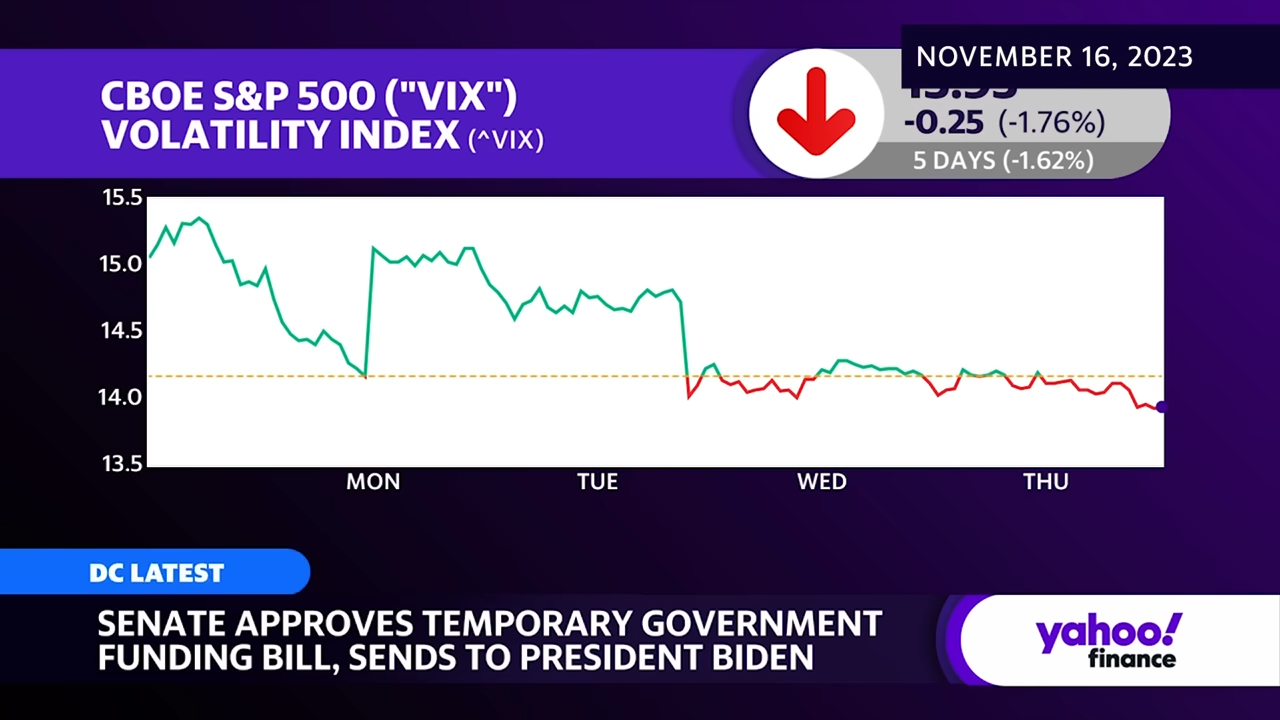 NOVEMBER 16, 2023
CBOE S&P 500 ("VIX")
VOLATILITY INDEX (^VIX)
-0.25 (-1.76%)
5 DAYS (-1.62%)
15.5
15.0
14.5
14.0
13.5
MON TUE WED THU
DC LATEST
SENATE APPROVES TEMPORARY GOVERNMENT
FUNDING BILL, SENDS TO PRESIDENT BIDEN
yahoo!
finance